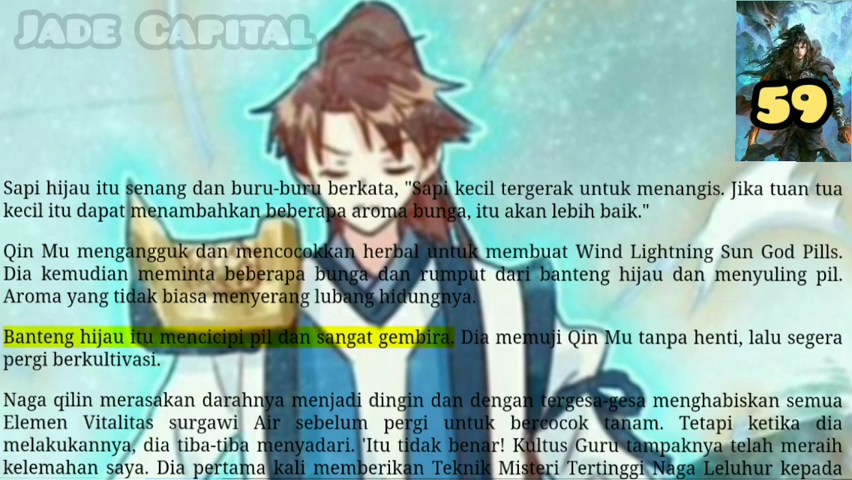 JADE CAPITAL
59
Sapi hijau itu senang dan buru-buru berkata, "Sapi kecil tergerak untuk menangis. Jika tuan tua
kecil itu dapat menambahkan beberapa aroma bunga, itu akan lebih baik."
Qin Mu mengangguk dan mencocokkan herbal untuk membuat Wind Lightning Sun God Pills.
Dia kemudian meminta beberapa bunga dan rumput dari banteng hijau dan menyuling pil.
Aroma yang tidak biasa menyerang lubang hidungnya.
Banteng hijau itu mencicipi pil dan sangat gembira. Dia memuji Qin Mu tanpa henti, lalu segera
pergi berkultivasi.
Naga qilin merasakan darahnya menjadi dingin dan dengan tergesa-gesa menghabiskan semua
Elemen Vitalitas surgawi Air sebelum pergi untuk bercocok tanam. Tetapi ketika dia
melakukannya, dia tiba-tiba menyadari. 'Itu tidak benar! Kultus Guru tampaknya telah meraih
kelemahan saya. Dia pertama kali memberikan Teknik Misteri Tertinggi Naga Leluhur kepada